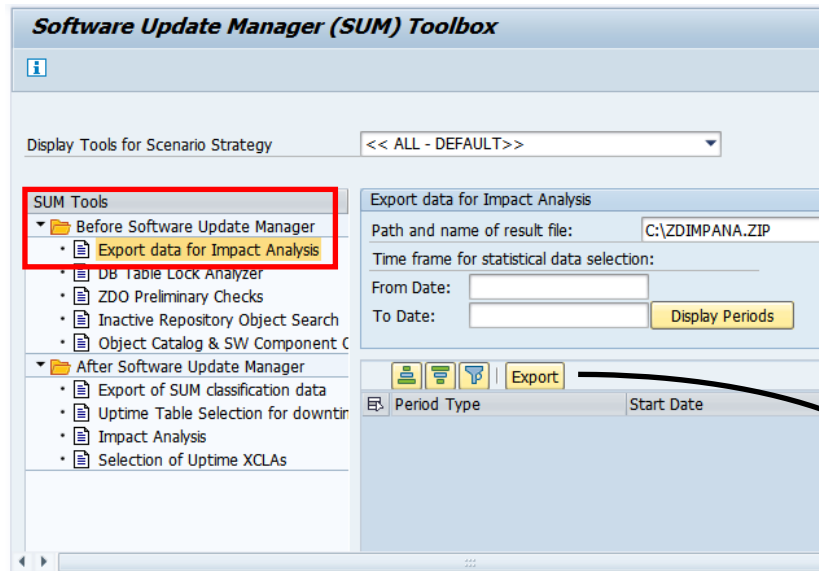 Software Update Manager (SUM) Toolbox
Display Tools for Scenario Strategy
<< ALL - DEFAULT>>
SUM Tools
Before Software Update Manager
Export data for Impact Analysis
DB Table Lock Analyzer
ZDO Preliminary Checks
Inactive Repository Object Search
Object Catalog & SW Component
After Software Update Manager
Export of SUM classification data
Uptime Table Selection for
Impact Analysis
Selection of Uptime XCLAs
Export data for Impact Analysis
Path and name of result file:
C:\ZDIMPANA.ZIP
Time frame for statistical data selection:
From Date:
To Date:
Display Periods
Export
Period Type
Start Date